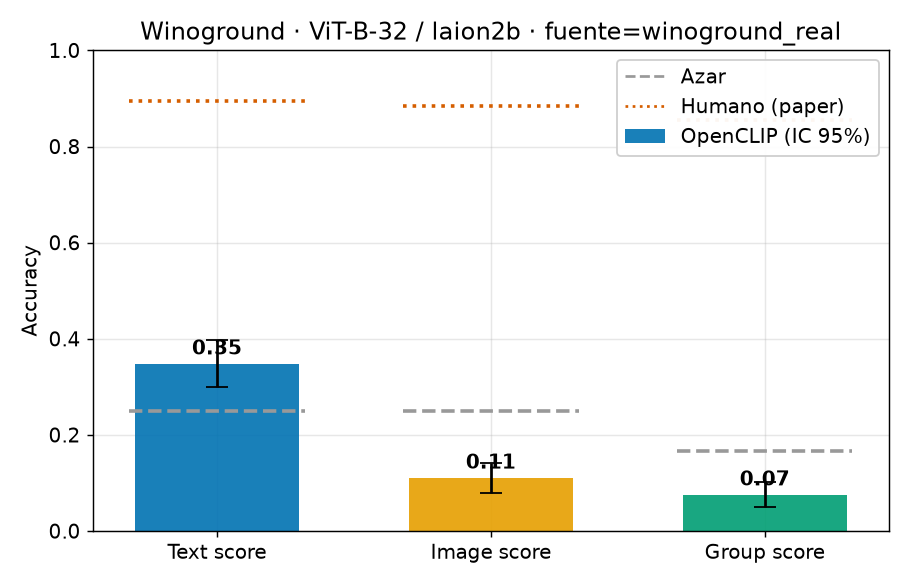 Winoground · ViT-B-32 / laion2b · fuente=winoground_real
1.0
0.8
0.6
0.4
0.2
0.0
Accuracy
Azar
Humano (paper)
OpenCLIP (IC 95%)
0.35
0.11
0.07
Text score
Image score
Group score